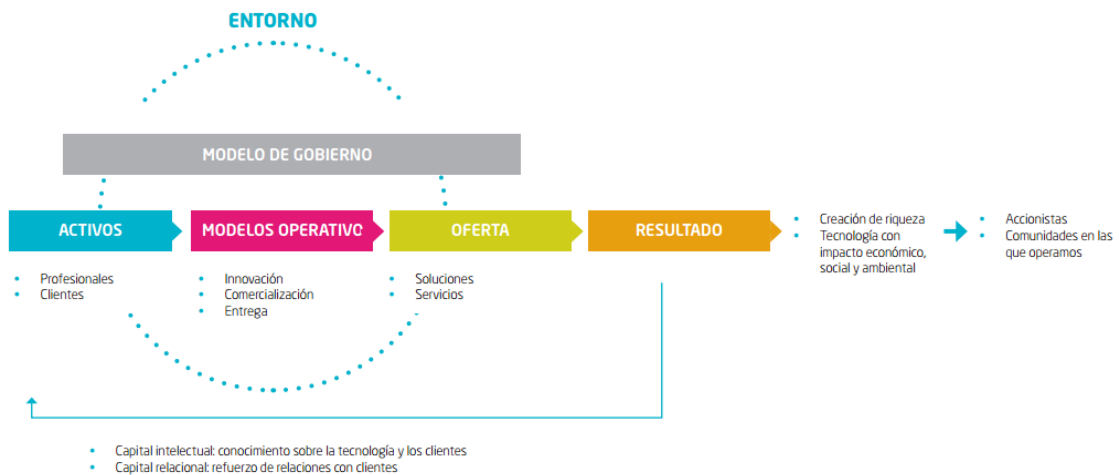 ENTORNO
MODELO DE GOBIERNO
ACTIVOS
MODELOS OPERATIVO
OFERTA
RESULTADO
• Profesionales
• Clientes
• Innovación
• Comercialización
• Entrega
• Soluciones
• Servicios
• Creación de riqueza
• Tecnología con
impacto económico,
social y ambiental
• Accionistas
• Comunidades en las
que operamos
• Capital intelectual: conocimiento sobre la tecnología y los clientes
• Capital relacional: refuerzo de relaciones con clientes